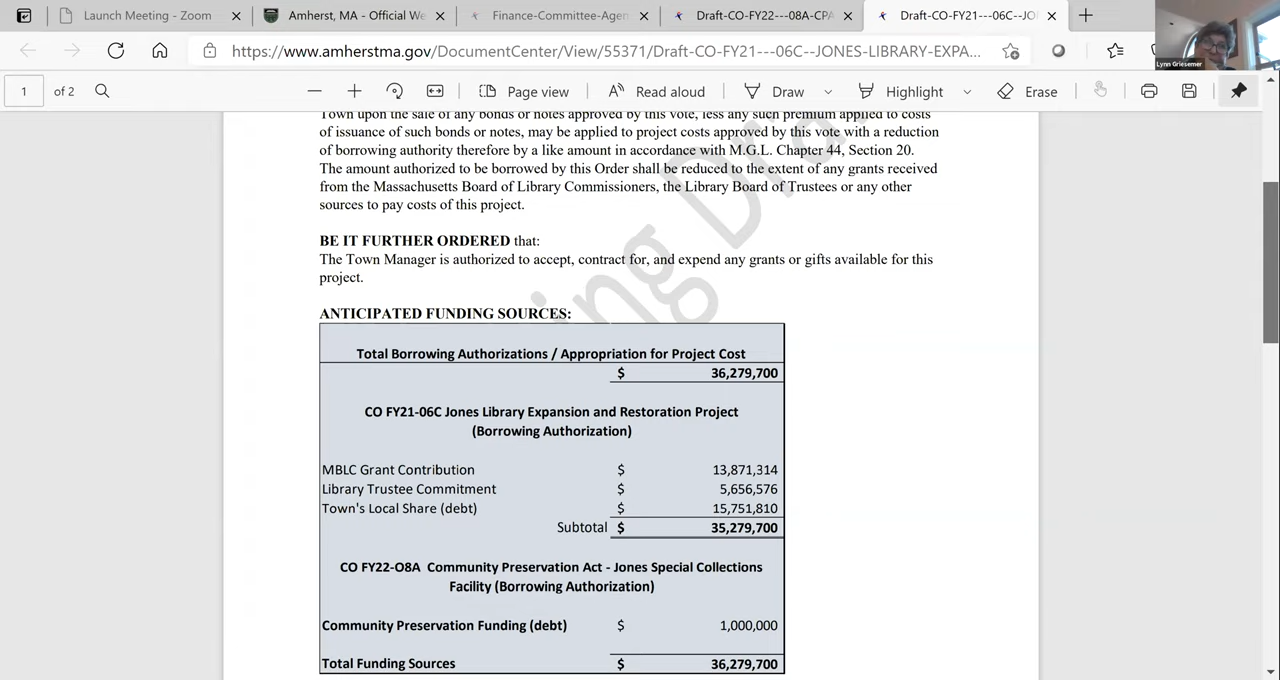 Launch Meeting - Zoom
Amherst, MA - Official We
Finance-Committee-Agen
Draft-CO-FY22---08A-CPA
Draft-CO-FY21---06C--JO
https://www.amherstma.gov/DocumentCenter/View/55371/Draft-CO-FY21---06C--JONES-LIBRARY-EXPA...
Lynn Griesemer
1 of 2
Page view
Read aloud
Draw
Highlight
Erase
Town upon the sale of any bonds or notes approved by this vote, less any such premium applied to costs
of issuance of such bonds or notes, may be applied to project costs approved by this vote with a reduction
of borrowing authority therefore by a like amount in accordance with M.G.L. Chapter 44, Section 20.
The amount authorized to be borrowed by this Order shall be reduced to the extent of any grants received
from the Massachusetts Board of Library Commissioners, the Library Board of Trustees or any other
sources to pay costs of this project.
BE IT FURTHER ORDERED that:
The Town Manager is authorized to accept, contract for, and expend any grants or gifts available for this
project.
ANTICIPATED FUNDING SOURCES:
Total Borrowing Authorizations / Appropriation for Project Cost
$ 36,279,700
CO FY21-06C Jones Library Expansion and Restoration Project
(Borrowing Authorization)
MBLC Grant Contribution $ 13,871,314
Library Trustee Commitment $ 5,656,576
Town's Local Share (debt) $ 15,751,810
Subtotal $ 35,279,700
CO FY22-O8A Community Preservation Act - Jones Special Collections
Facility (Borrowing Authorization)
Community Preservation Funding (debt) $ 1,000,000
Total Funding Sources $ 36,279,700